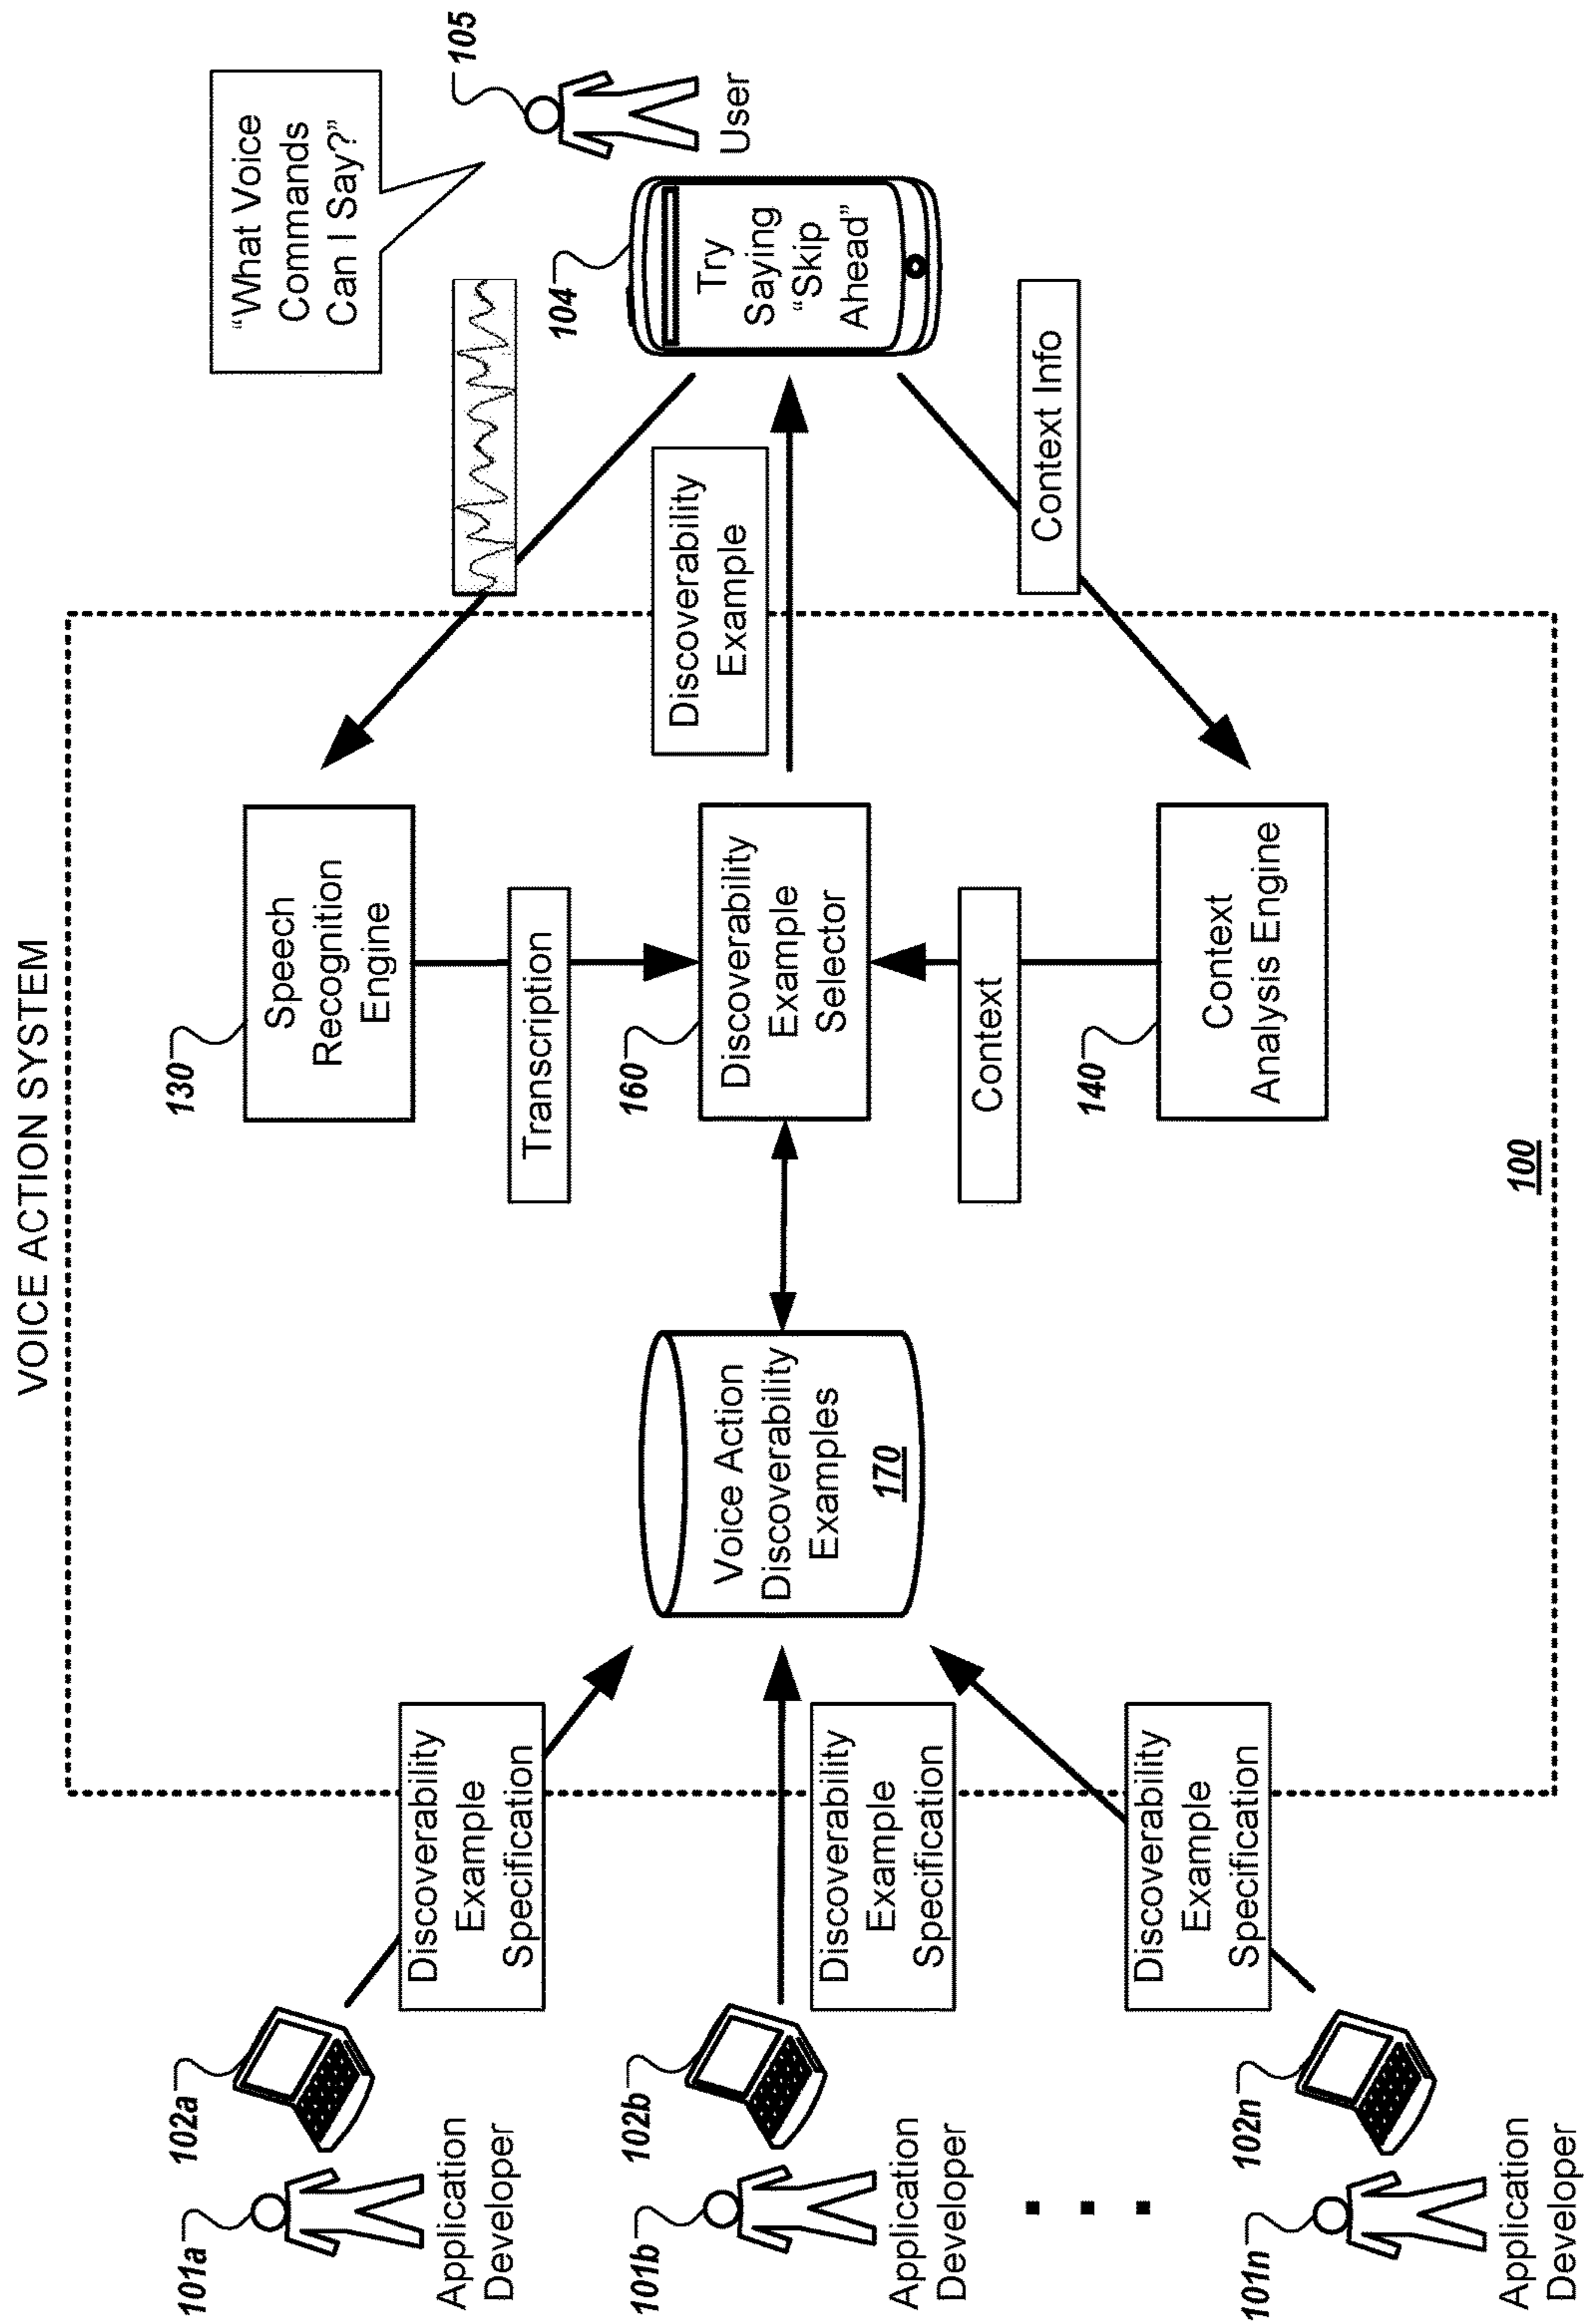 VOICE ACTION SYSTEM
101a
102a
Application
Developer
Discoverability
Example
Specification
101b
102b
Application
Developer
Discoverability
Example
Specification
101n
102n
Application
Developer
Discoverability
Example
Specification
Voice Action
Discoverability
Examples
170
130
Speech
Recognition
Engine
Transcription
160
Discoverability
Example
Selector
Context
140
Context
Analysis Engine
100
Discoverability
Example
Context Info
"What Voice
Commands
Can I Say?"
104
Try
Saying
"Skip
Ahead"
105
User